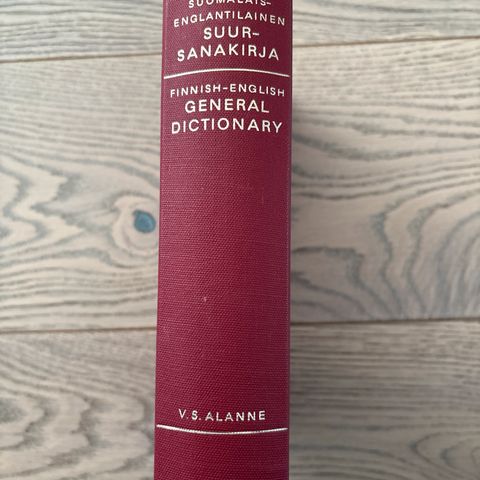 SUOMALAIS-
ENGLANTILAINEN
SUUR-
SANAKIRJA
FINNISH-ENGLISH
GENERAL
DICTIONARY
V. S. ALANNE